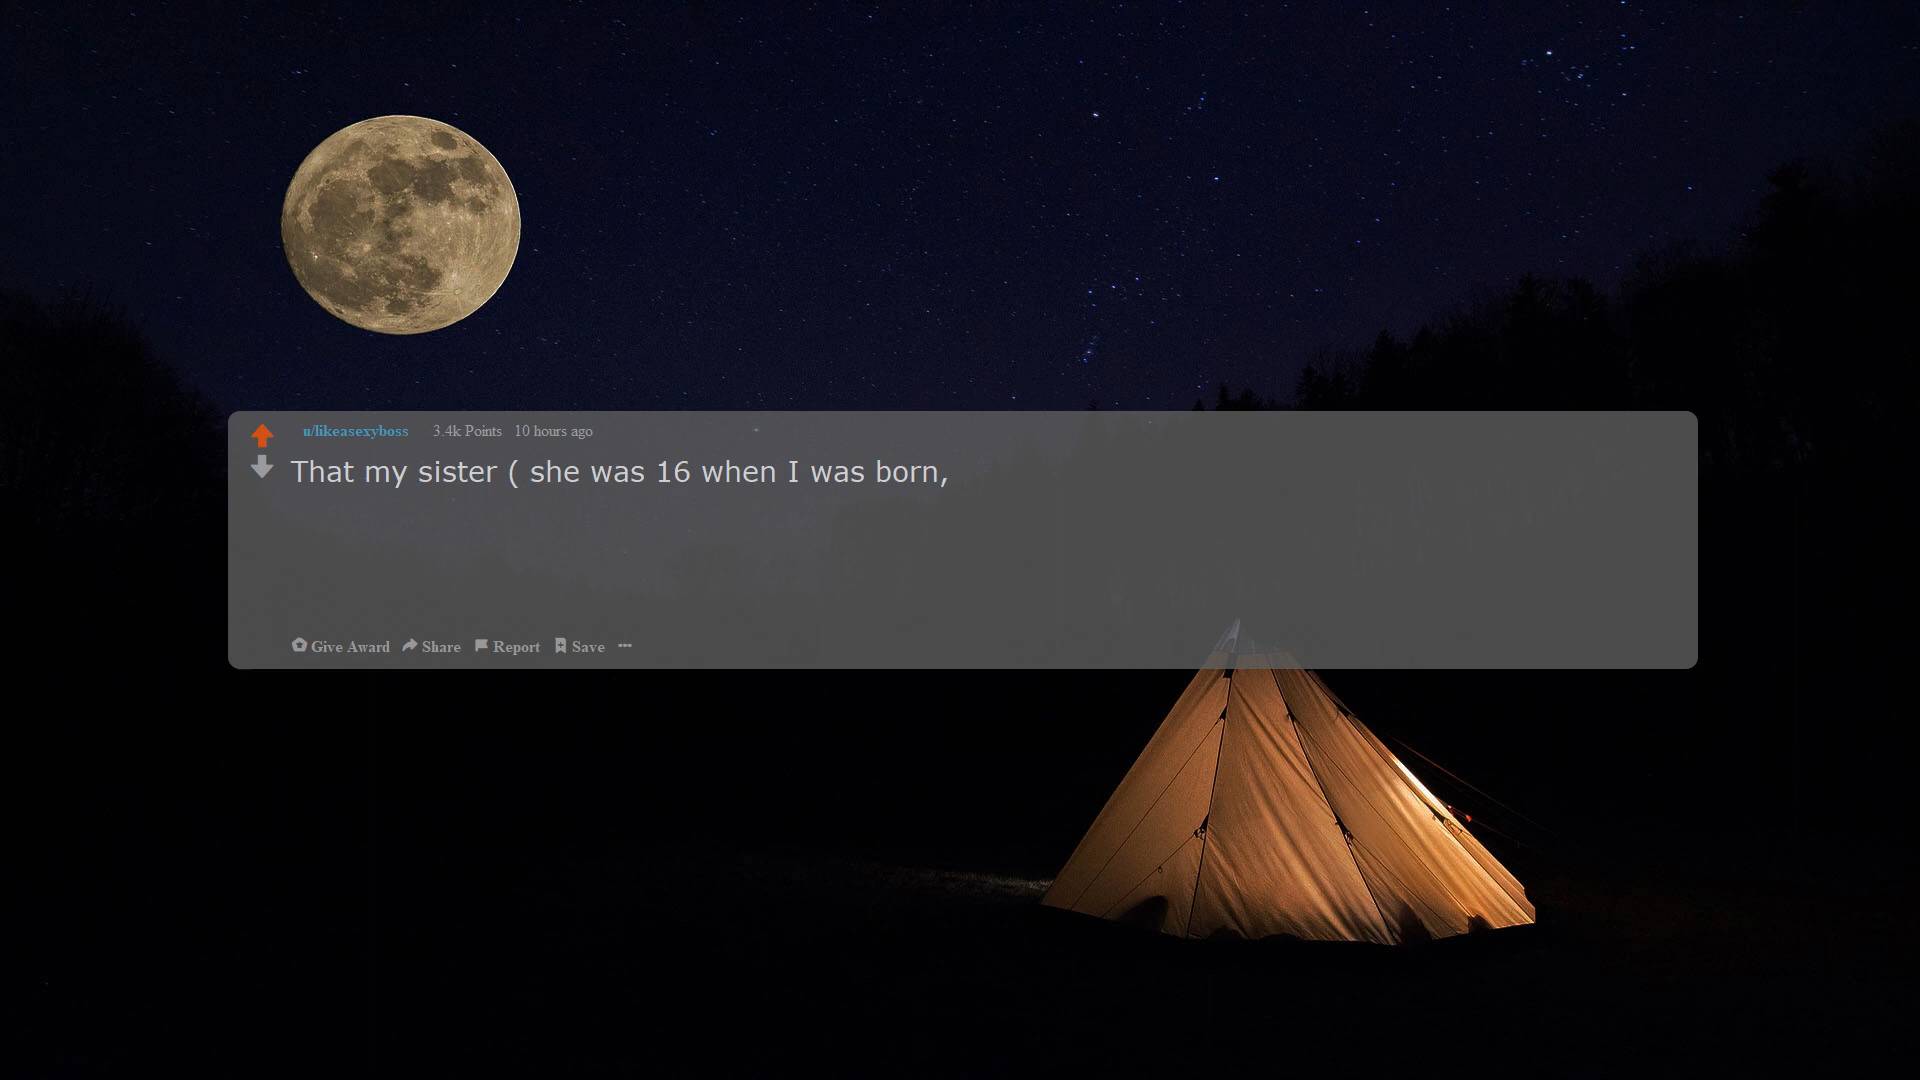 u/likeasexyboss 3.4k Points 10 hours ago
That my sister ( she was 16 when I was born,
Give Award Share Report Save ...